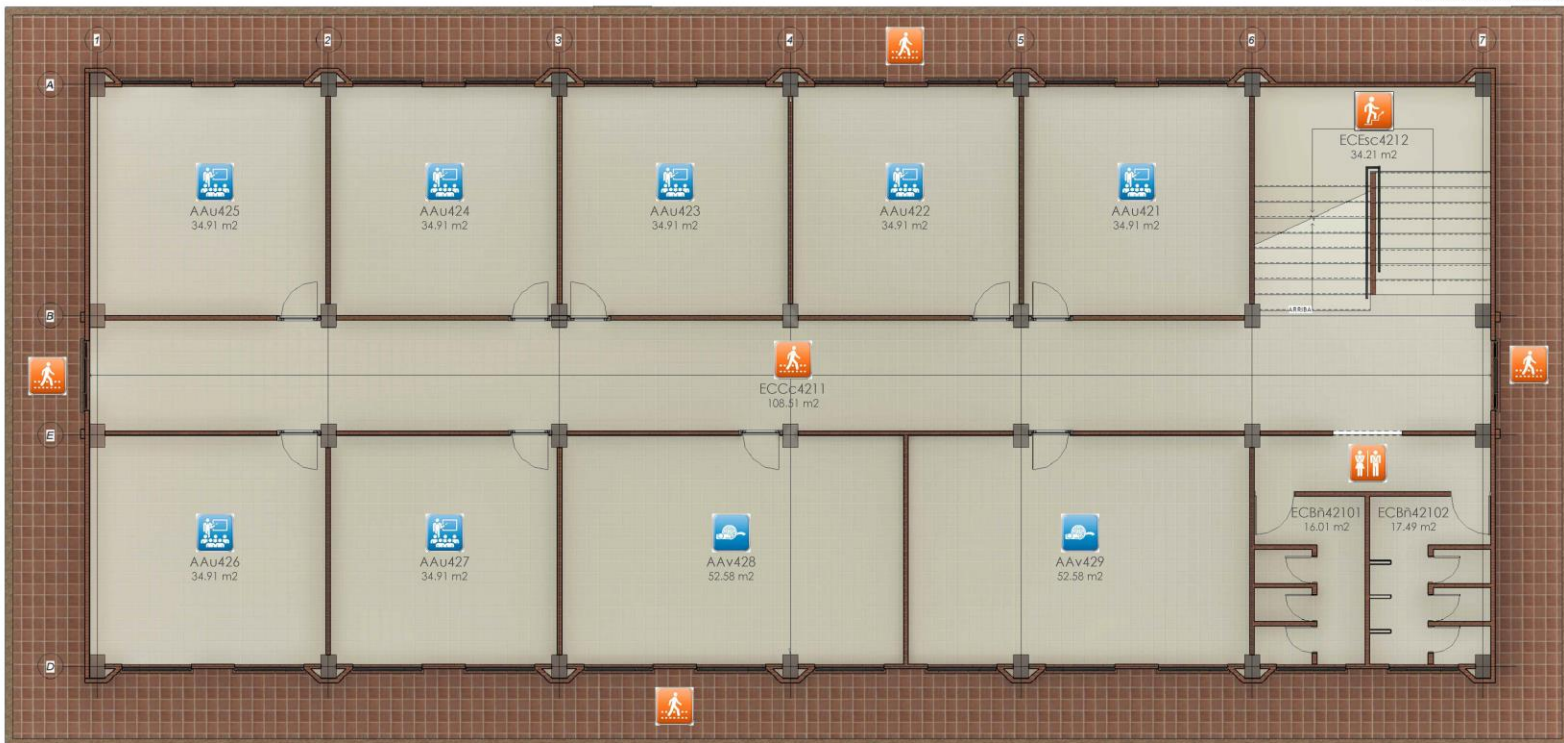 1
2
3
4
5
6
7
A
ECEsc4212
34.21 m2
AAu425
34.91 m2
AAu424
34.91 m2
AAu423
34.91 m2
AAu422
34.91 m2
AAu421
34.91 m2
B
ARRIBA
ECCc4211
108.51 m2
E
ECBñ42101
16.01 m2
ECBñ42102
17.49 m2
AAu426
34.91 m2
AAu427
34.91 m2
AAv428
52.58 m2
AAv429
52.58 m2
D